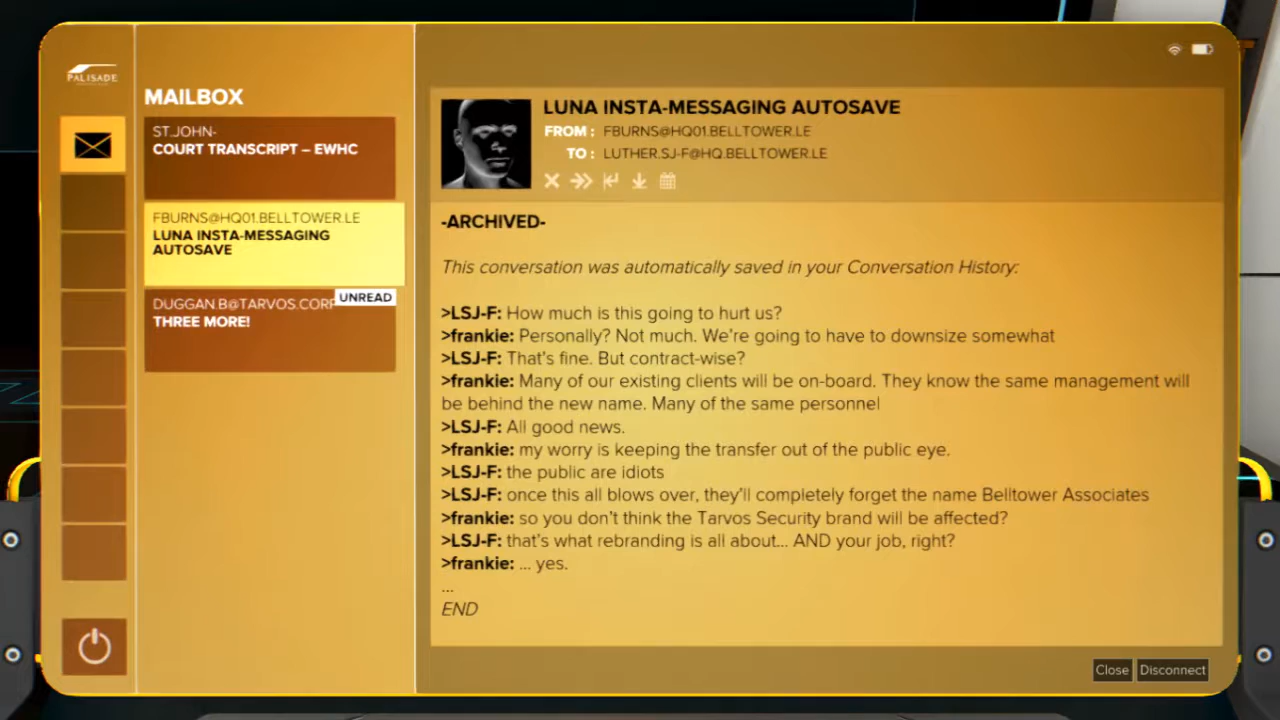 PALISADE
MAILBOX
ST.JOHN-
COURT TRANSCRIPT – EWHC
FBURNS@HQ01.BELLTOWER.LE
LUNA INSTA-MESSAGING
AUTOSAVE
UNREAD
DUGGAN.B@TARVOS.CORP
THREE MORE!
LUNA INSTA-MESSAGING AUTOSAVE
FROM : FBURNS@HQ01.BELLTOWER.LE
TO : LUTHER.SJ-F@HQ.BELLTOWER.LE
-ARCHIVED-
This conversation was automatically saved in your Conversation History:
>LSJ-F: How much is this going to hurt us?
>frankie: Personally? Not much. We're going to have to downsize somewhat
>LSJ-F: That's fine. But contract-wise?
>frankie: Many of our existing clients will be on-board. They know the same management will
be behind the new name. Many of the same personnel
>LSJ-F: All good news.
>frankie: my worry is keeping the transfer out of the public eye.
>LSJ-F: the public are idiots
>LSJ-F: once this all blows over, they'll completely forget the name Belltower Associates
>frankie: so you don't think the Tarvos Security brand will be affected?
>LSJ-F: that's what rebranding is all about... AND your job, right?
>frankie: ... yes.
...
END
Close
Disconnect